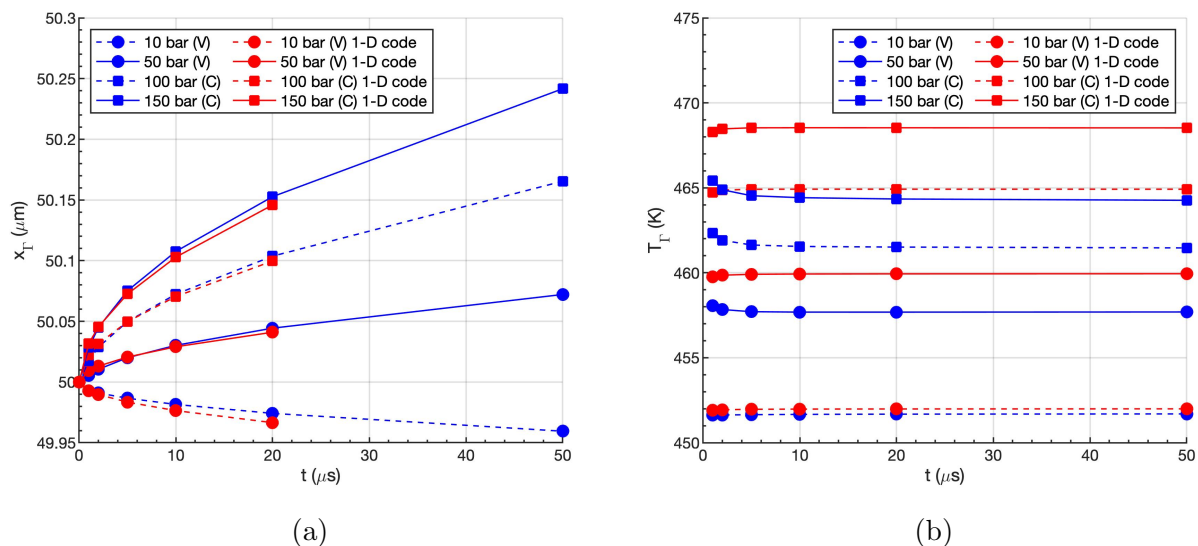 50.3
50.25
50.2
50.15
50.1
50.05
50
49.95
x_Γ (μm)
10 bar (V)
50 bar (V)
100 bar (C)
150 bar (C)
10 bar (V) 1-D code
50 bar (V) 1-D code
100 bar (C) 1-D code
150 bar (C) 1-D code
0 10 20 30 40 50
t (μs)
(a)
475
470
465
460
455
450
T_Γ (K)
10 bar (V)
50 bar (V)
100 bar (C)
150 bar (C)
10 bar (V) 1-D code
50 bar (V) 1-D code
100 bar (C) 1-D code
150 bar (C) 1-D code
0 10 20 30 40 50
t (μs)
(b)